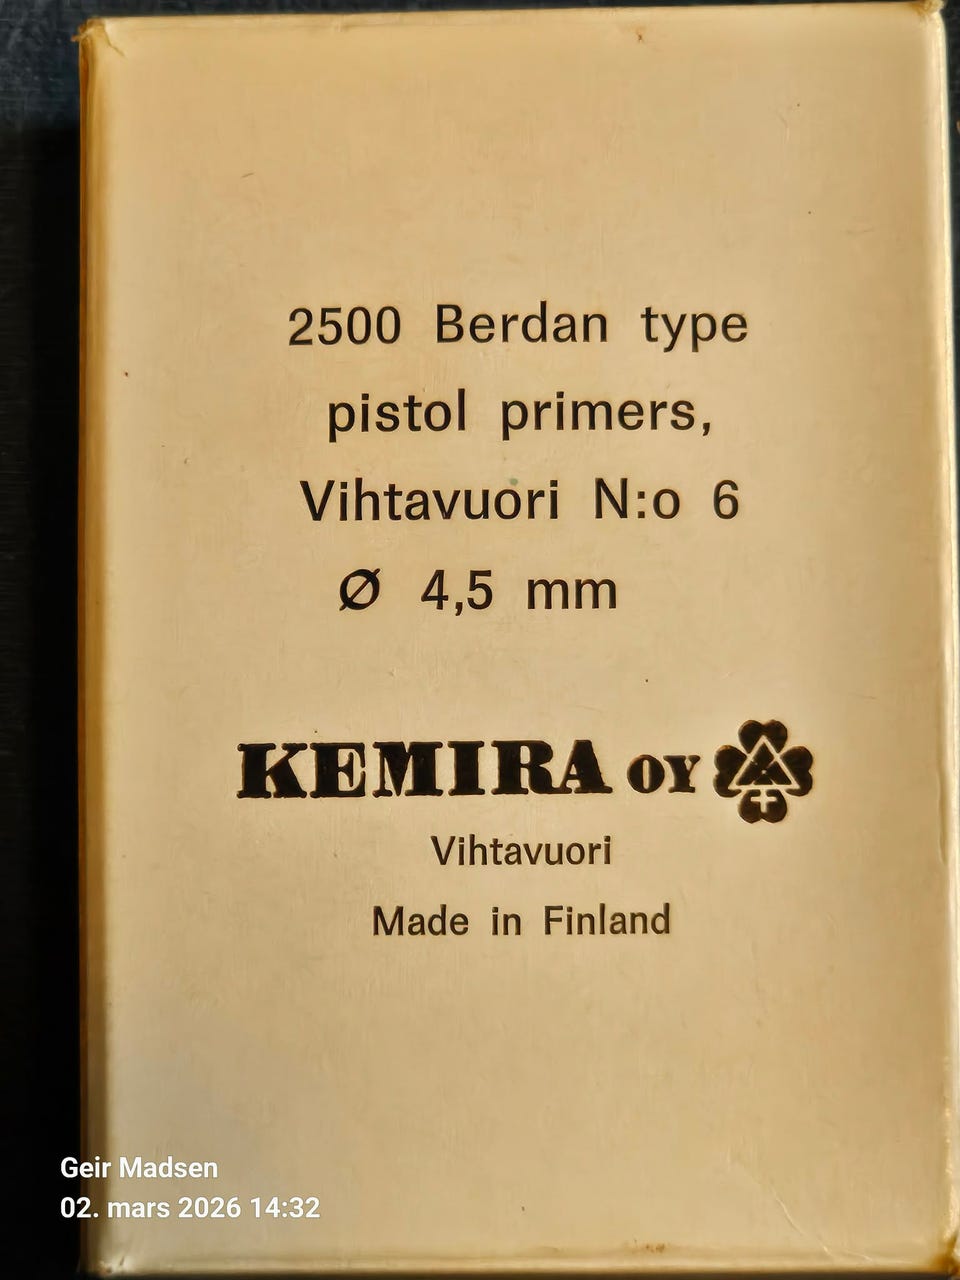 2500 Berdan type
pistol primers,
Vihtavuori N:o 6
Ø 4,5 mm
KEMIRA OY
Vihtavuori
Made in Finland
Geir Madsen
02. mars 2026 14:32